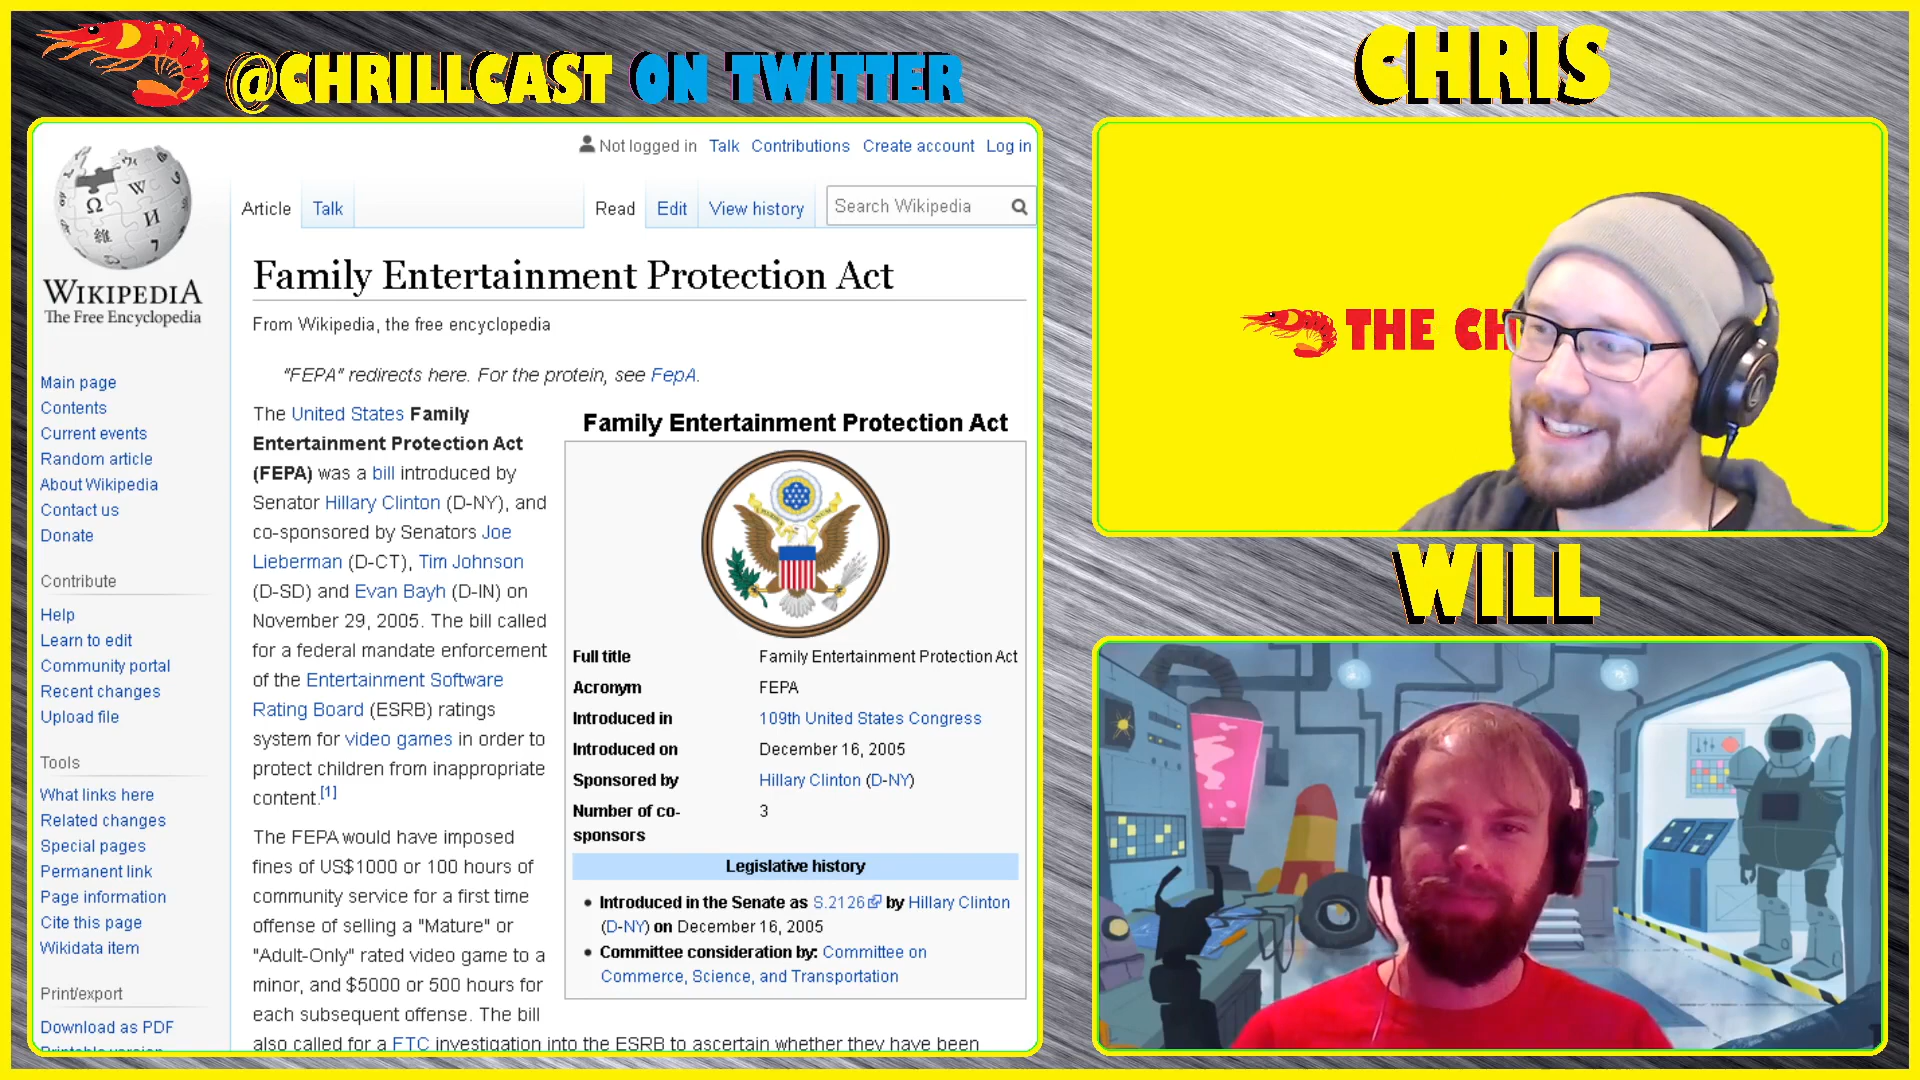 @CHRILLCAST ON TWITTER
CHRIS
Not logged in Talk Contributions Create account Log in
Article Talk Read Edit View history Search Wikipedia
WIKIPEDIA
The Free Encyclopedia
Family Entertainment Protection Act
From Wikipedia, the free encyclopedia
"FEPA" redirects here. For the protein, see FepA.
Main page
Contents
Current events
Random article
About Wikipedia
Contact us
Donate
Contribute
Help
Learn to edit
Community portal
Recent changes
Upload file
Tools
What links here
Related changes
Special pages
Permanent link
Page information
Cite this page
Wikidata item
Print/export
Download as PDF
Printable version
The United States Family
Entertainment Protection Act
(FEPA) was a bill introduced by
Senator Hillary Clinton (D-NY), and
co-sponsored by Senators Joe
Lieberman (D-CT), Tim Johnson
(D-SD) and Evan Bayh (D-IN) on
November 29, 2005. The bill called
for a federal mandate enforcement
of the Entertainment Software
Rating Board (ESRB) ratings
system for video games in order to
protect children from inappropriate
content.[1]
The FEPA would have imposed
fines of US$1000 or 100 hours of
community service for a first time
offense of selling a "Mature" or
"Adult-Only" rated video game to a
minor, and $5000 or 500 hours for
each subsequent offense. The bill
also called for a FTC investigation into the ESRB to ascertain whether they have been
Family Entertainment Protection Act
Full title Family Entertainment Protection Act
Acronym FEPA
Introduced in 109th United States Congress
Introduced on December 16, 2005
Sponsored by Hillary Clinton (D-NY)
Number of co- 3
sponsors
Legislative history
• Introduced in the Senate as S.2126 by Hillary Clinton
(D-NY) on December 16, 2005
• Committee consideration by: Committee on
Commerce, Science, and Transportation
THE CH
WILL